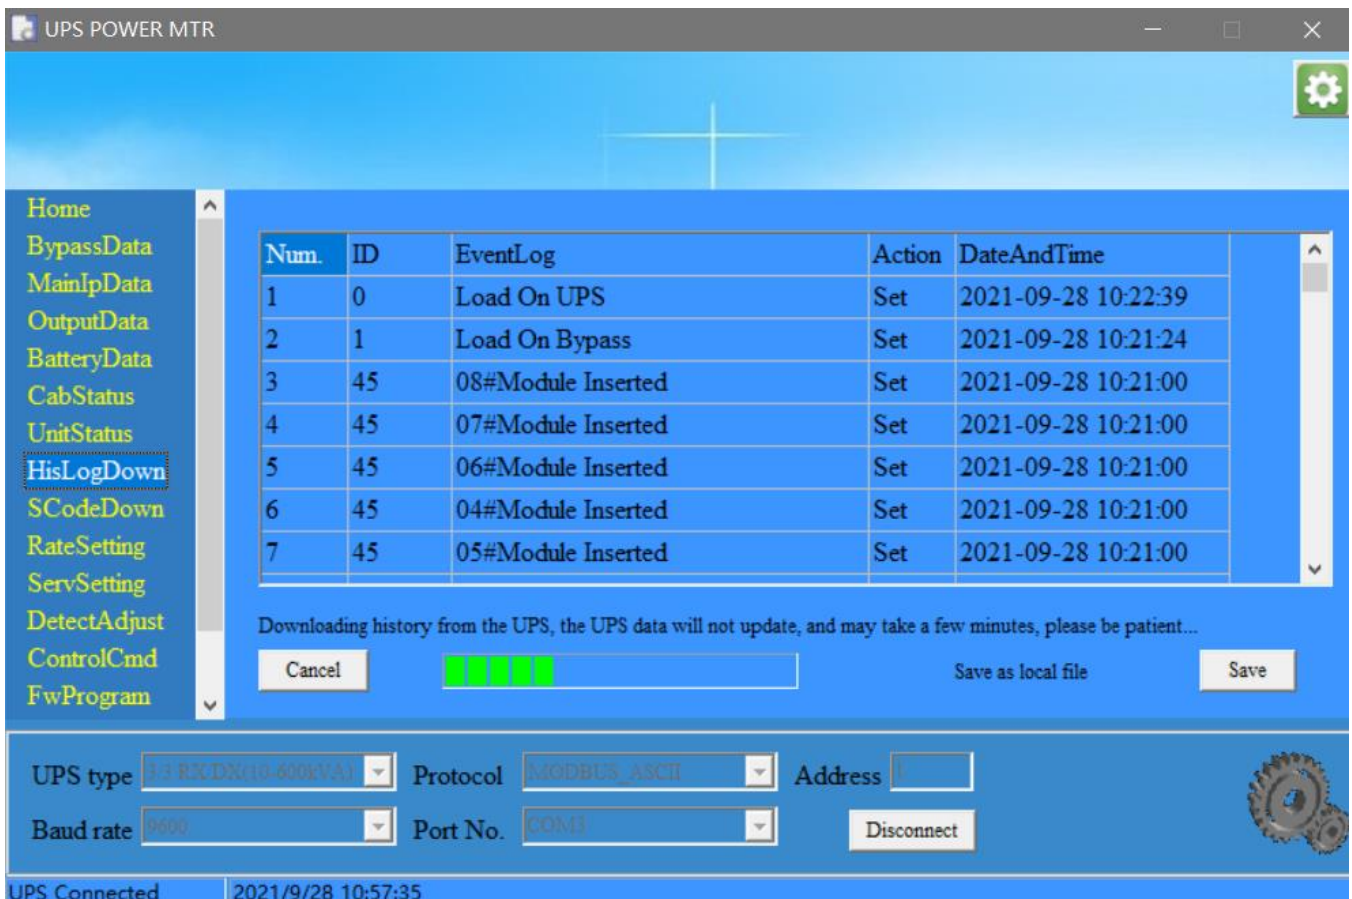 UPS POWER MTR
Home
BypassData
MainIpData
OutputData
BatteryData
CabStatus
UnitStatus
HisLogDown
SCodeDown
RateSetting
ServSetting
DetectAdjust
ControlCmd
FwProgram
Num. ID EventLog Action DateAndTime
1 0 Load On UPS Set 2021-09-28 10:22:39
2 1 Load On Bypass Set 2021-09-28 10:21:24
3 45 08#Module Inserted Set 2021-09-28 10:21:00
4 45 07#Module Inserted Set 2021-09-28 10:21:00
5 45 06#Module Inserted Set 2021-09-28 10:21:00
6 45 04#Module Inserted Set 2021-09-28 10:21:00
7 45 05#Module Inserted Set 2021-09-28 10:21:00
Downloading history from the UPS, the UPS data will not update, and may take a few minutes, please be patient...
Cancel Save as local file Save
UPS type 3/3 RX/DX(10-600kVA) Protocol MODBUS_ASCII Address 1
Baud rate 9600 Port No. COM3 Disconnect
UPS Connected 2021/9/28 10:57:35